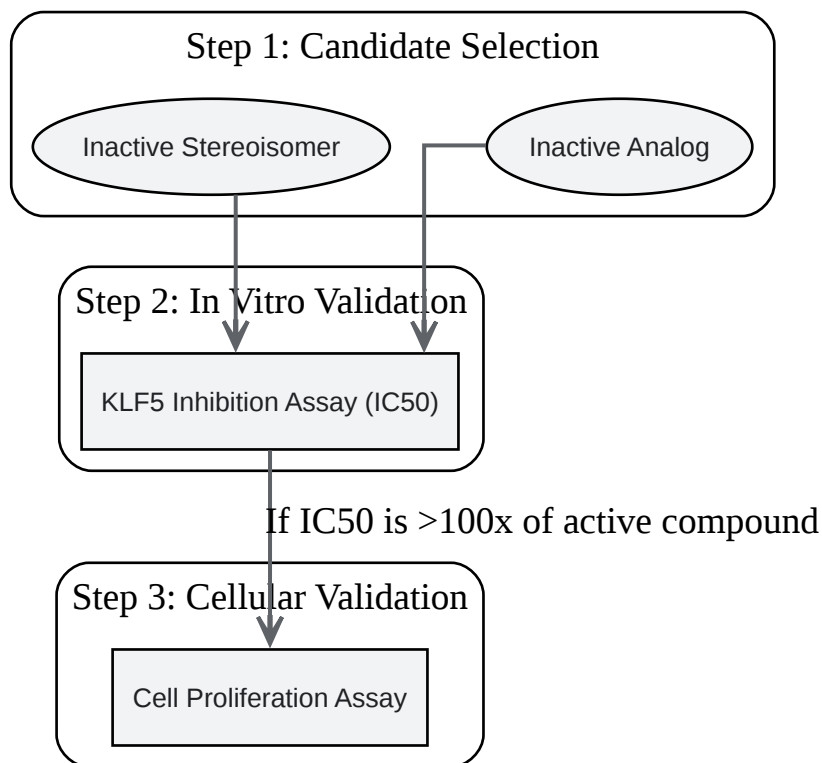 Step 1: Candidate Selection
Inactive Stereoisomer
Inactive Analog
Step 2: In Vitro Validation
KLF5 Inhibition Assay (IC50)
If IC50 is >100x of active compound
Step 3: Cellular Validation
Cell Proliferation Assay